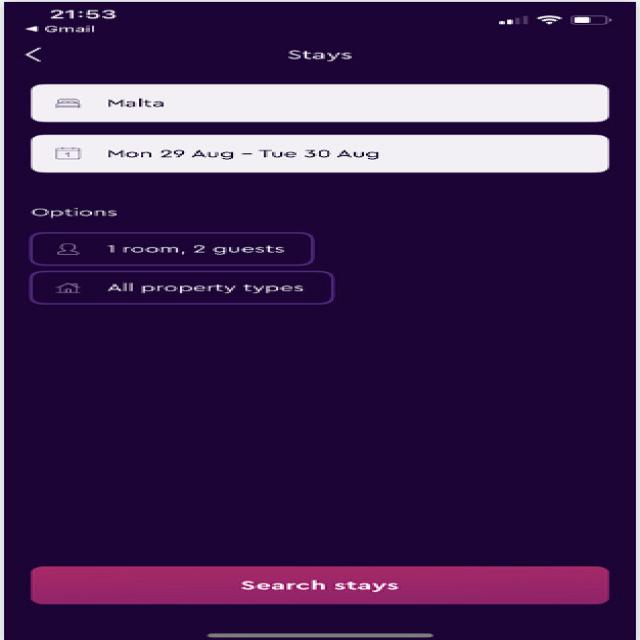 21:53
◄ Gmail
Stays
Malta
1
Mon 29 Aug – Tue 30 Aug
Options
1 room, 2 guests
All property types
Search stays